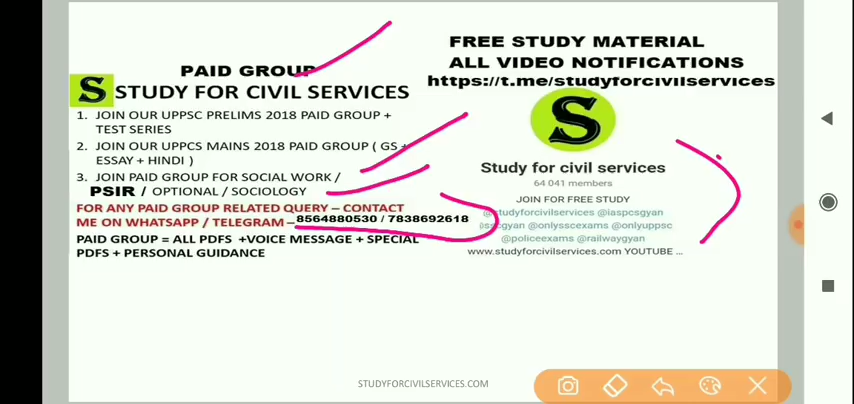 PAID GROUP
S STUDY FOR CIVIL SERVICES
1. JOIN OUR UPPSC PRELIMS 2018 PAID GROUP +
TEST SERIES
2. JOIN OUR UPPCS MAINS 2018 PAID GROUP ( GS +
ESSAY + HINDI )
3. JOIN PAID GROUP FOR SOCIAL WORK /
PSIR / OPTIONAL / SOCIOLOGY
FOR ANY PAID GROUP RELATED QUERY – CONTACT
ME ON WHATSAPP / TELEGRAM – 8564880530 / 7838692618
PAID GROUP = ALL PDFS +VOICE MESSAGE + SPECIAL
PDFS + PERSONAL GUIDANCE
FREE STUDY MATERIAL
ALL VIDEO NOTIFICATIONS
https://t.me/studyforcivilservices
S
Study for civil services
64 041 members
JOIN FOR FREE STUDY
@studyforcivilservices @iaspcsgyan
@sscgyan @onlysscexams @onlyuppsc
@policeexams @railwaygyan
www.studyforcivilservices.com YOUTUBE ...
STUDYFORCIVILSERVICES.COM